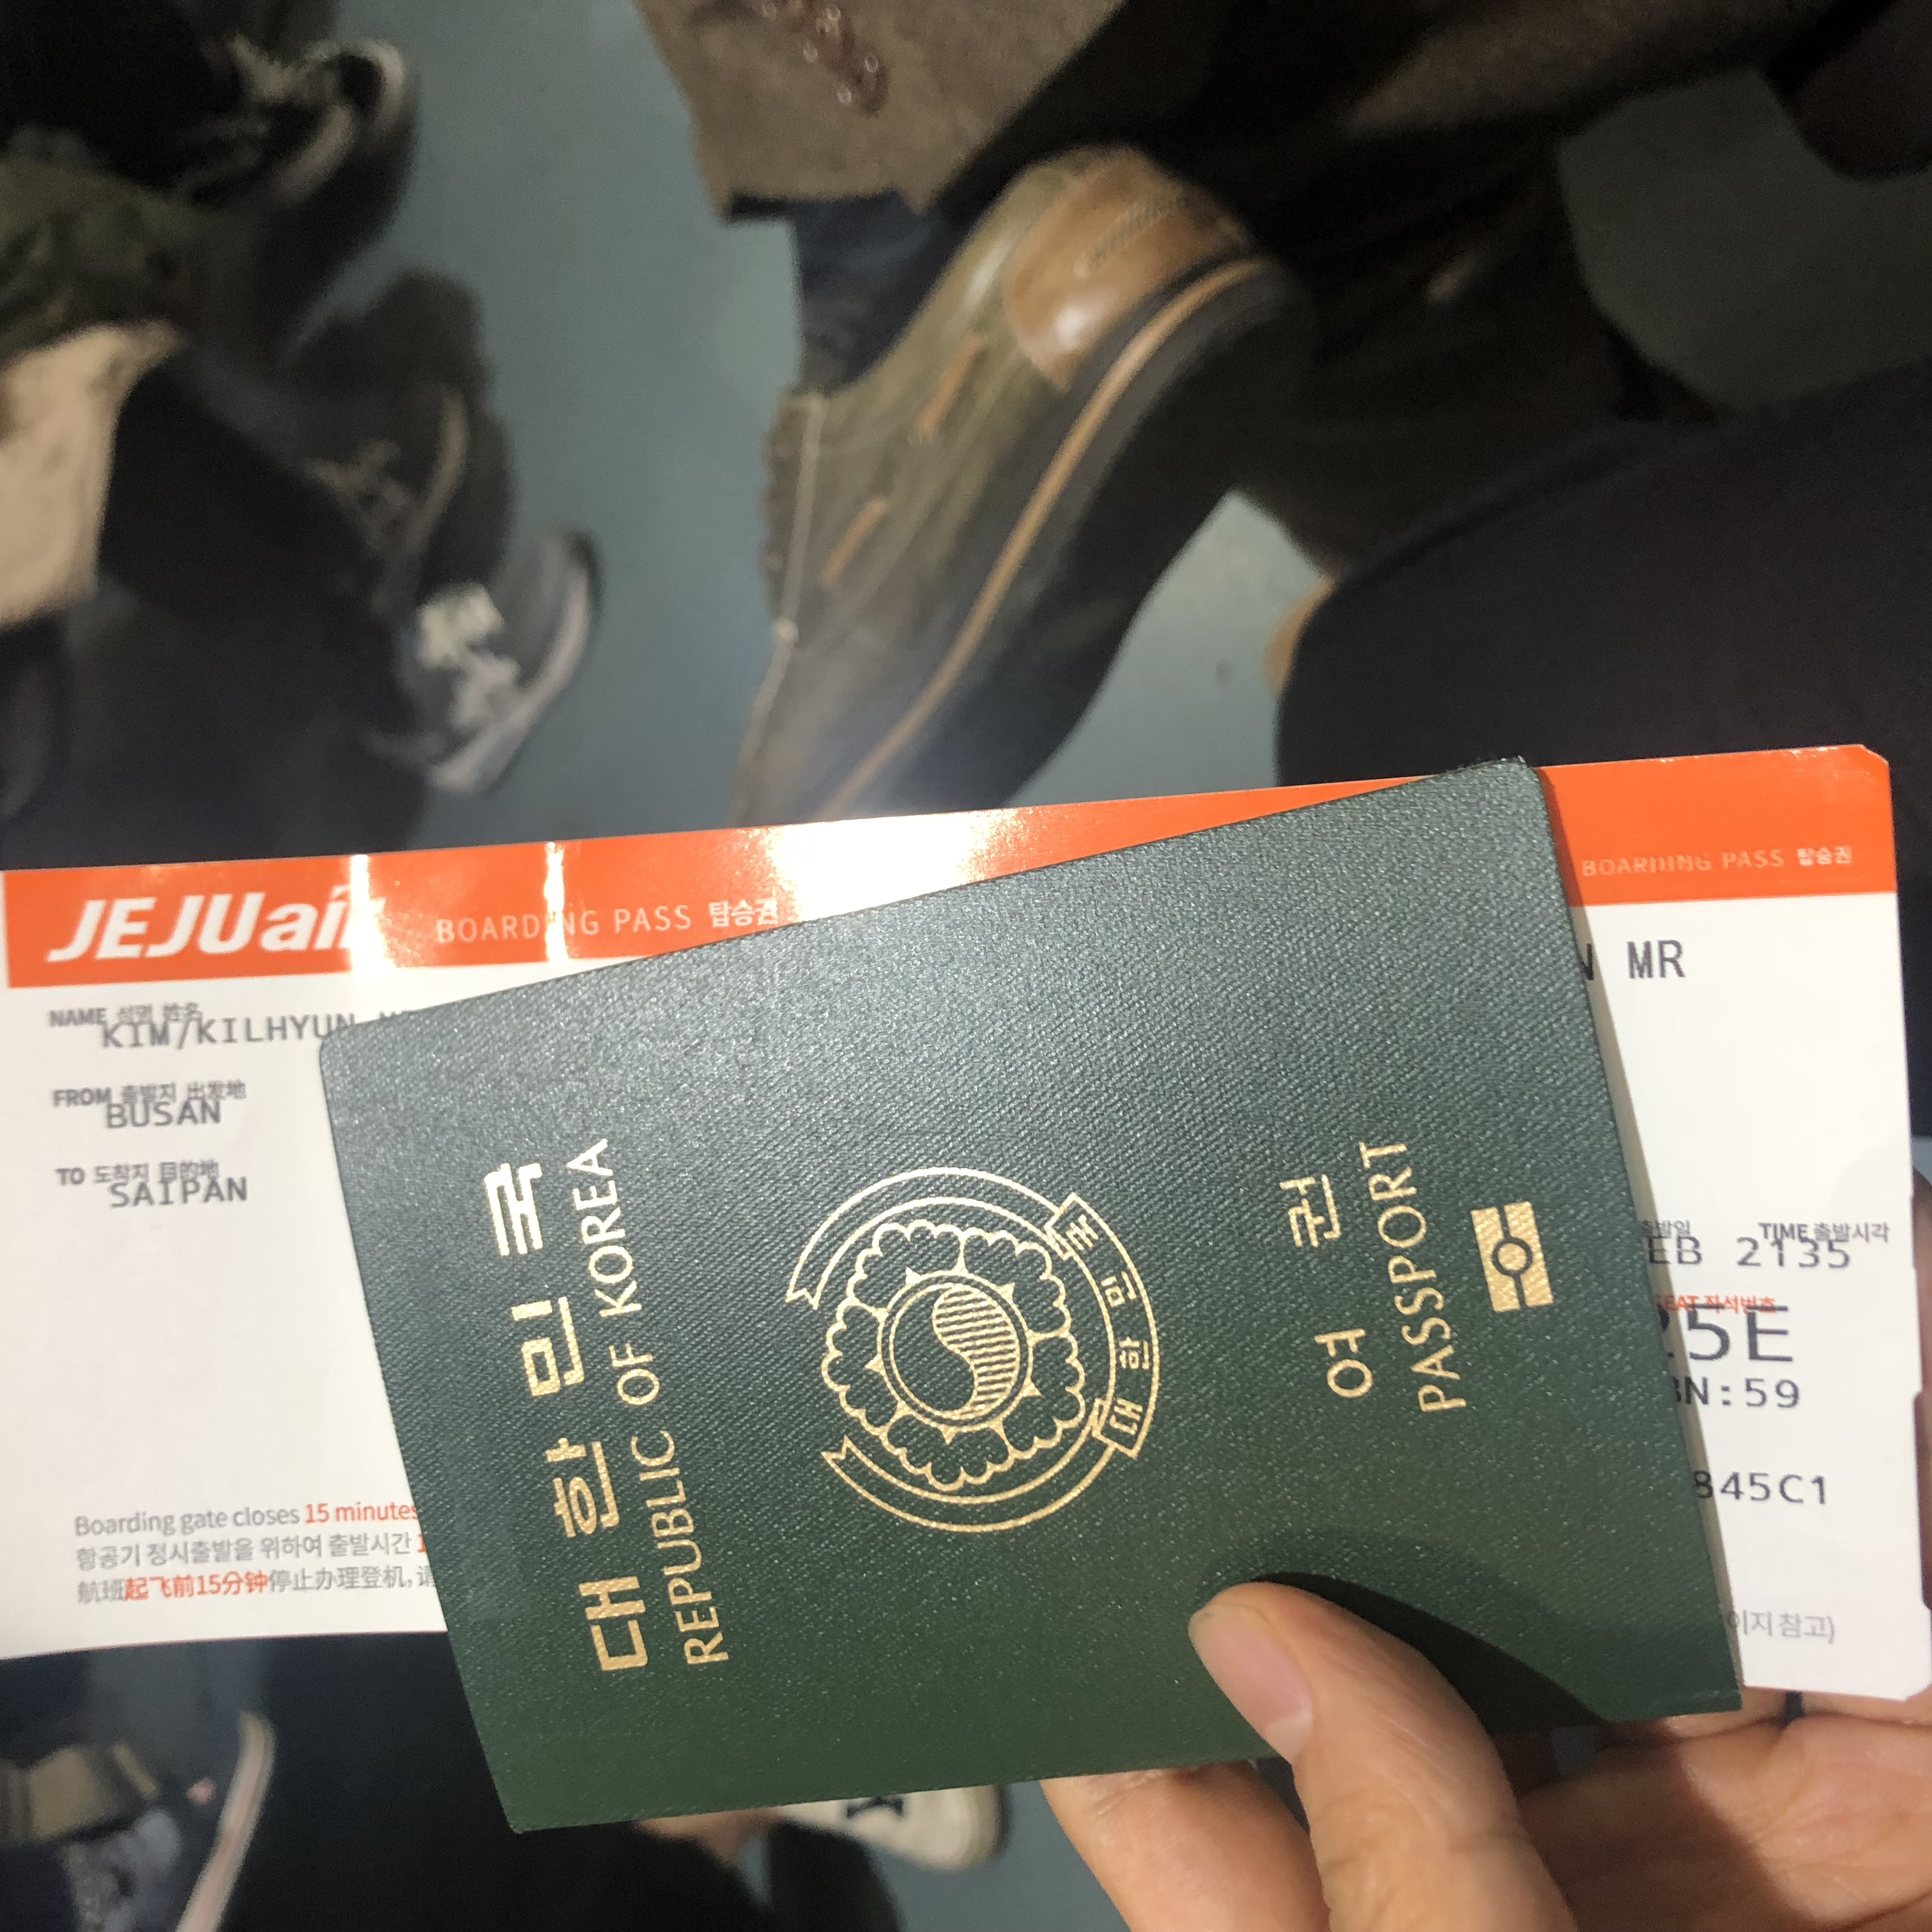 JEJUair
BOARDING PASS 탑승권
NAME 성명 姓名
KIM/KILHYUN
FROM 출발지 出发地
BUSAN
TO 도착지 目的地
SAIPAN
Boarding gate closes 15 minutes
항공기 정시출발을 위하여 출발시간
航班起飞前15分钟停止办理登机,请
대한민국
REPUBLIC OF KOREA
대한민국
여권
PASSPORT
BOARDING PASS 탑승권
MR
TIME 출발시각
2135
5E
:59
845C1
참고)